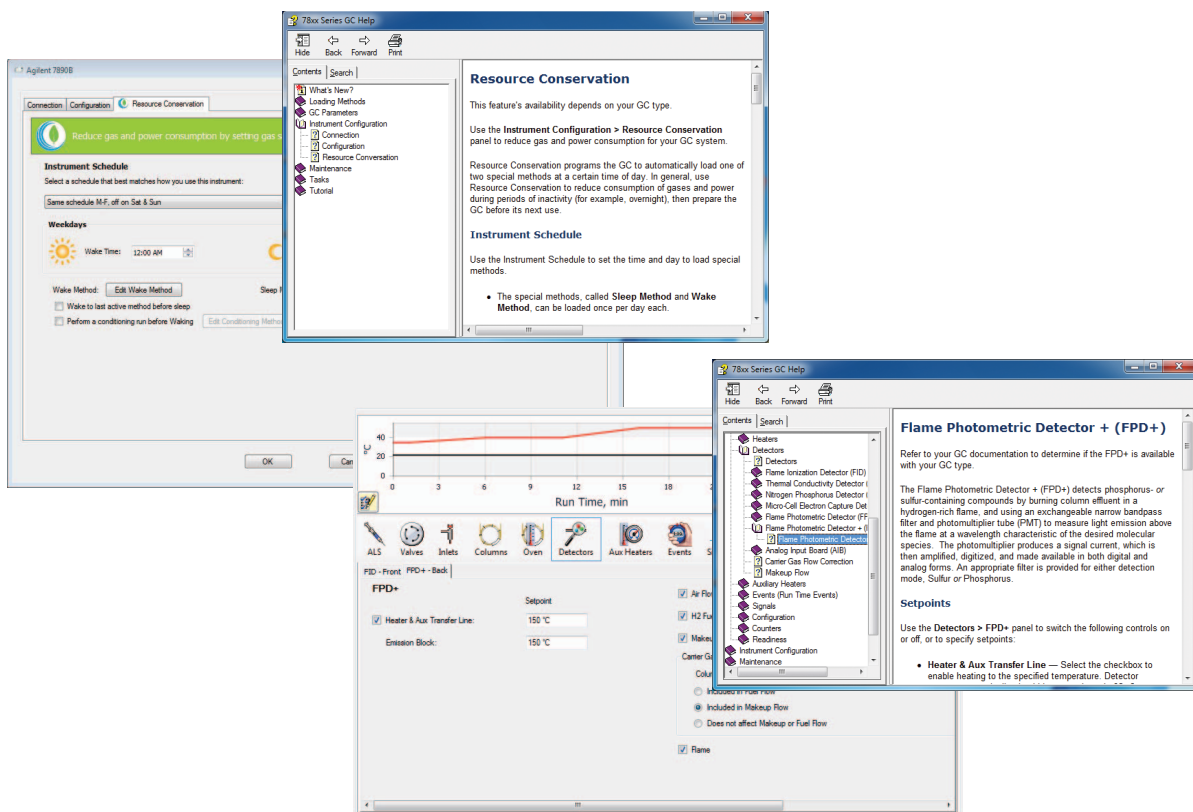 78xx Series GC Help
Hide Back Forward Print
Contents Search
What's New?
Loading Methods
GC Parameters
Instrument Configuration
Connection
Configuration
Resource Conversation
Maintenance
Tasks
Tutorial
Resource Conservation
This feature's availability depends on your GC type.
Use the Instrument Configuration > Resource Conservation
panel to reduce gas and power consumption for your GC system.
Resource Conservation programs the GC to automatically load one of
two special methods at a certain time of day. In general, use
Resource Conservation to reduce consumption of gases and power
during periods of inactivity (for example, overnight), then prepare the
GC before its next use.
Instrument Schedule
Use the Instrument Schedule to set the time and day to load special
methods.
• The special methods, called Sleep Method and Wake
Method, can be loaded once per day each.
Agilent 7890B
Connection Configuration Resource Conservation
Reduce gas and power consumption by setting gas s
Instrument Schedule
Select a schedule that best matches how you use this instrument:
Same schedule M-F, off on Sat & Sun
Weekdays
Wake Time: 12:00 AM
Wake Method: Edit Wake Method Sleep M
Wake to last active method before sleep
Perform a conditioning run before Waking Edit Conditioning Method
OK Can
°C
40
20
0
0 3 6 9 12 15 18 2
Run Time, min
ALS Valves Inlets Columns Oven Detectors Aux Heaters Events S
FID - Front FPD+ - Back
FPD+
Setpoint
Heater & Aux Transfer Line: 150 °C
Emission Block: 150 °C
Air Flo
H2 Fu
Makeu
Carrier Ga
Colu
Included in Fuel Flow
Included in Makeup Flow
Does not affect Makeup or Fuel Flow
Flame
78xx Series GC Help
Hide Back Forward Print
Contents Search
Heaters
Detectors
Detectors
Flame Ionization Detector (FID)
Thermal Conductivity Detector (
Nitrogen Phosphorus Detector (
Micro-Cell Electron Capture Det
Flame Photometric Detector (FF
Flame Photometric Detector + (
Flame Photometric Detecto
Analog Input Board (AIB)
Carrier Gas Flow Correction
Makeup Flow
Auxiliary Heaters
Events (Run Time Events)
Signals
Configuration
Counters
Readiness
Instrument Configuration
Maintenance
Flame Photometric Detector + (FPD+)
Refer to your GC documentation to determine if the FPD+ is available
with your GC type.
The Flame Photometric Detector + (FPD+) detects phosphorus- or
sulfur-containing compounds by burning column effluent in a
hydrogen-rich flame, and using an exchangeable narrow bandpass
filter and photomultiplier tube (PMT) to measure light emission above
the flame at a wavelength characteristic of the desired molecular
species. The photomultiplier produces a signal current, which is
then amplified, digitized, and made available in both digital and
analog forms. An appropriate filter is provided for either detection
mode, Sulfur or Phosphorus.
Setpoints
Use the Detectors > FPD+ panel to switch the following controls on
or off, or to specify setpoints:
• Heater & Aux Transfer Line — Select the checkbox to
enable heating to the specified temperature. Detector